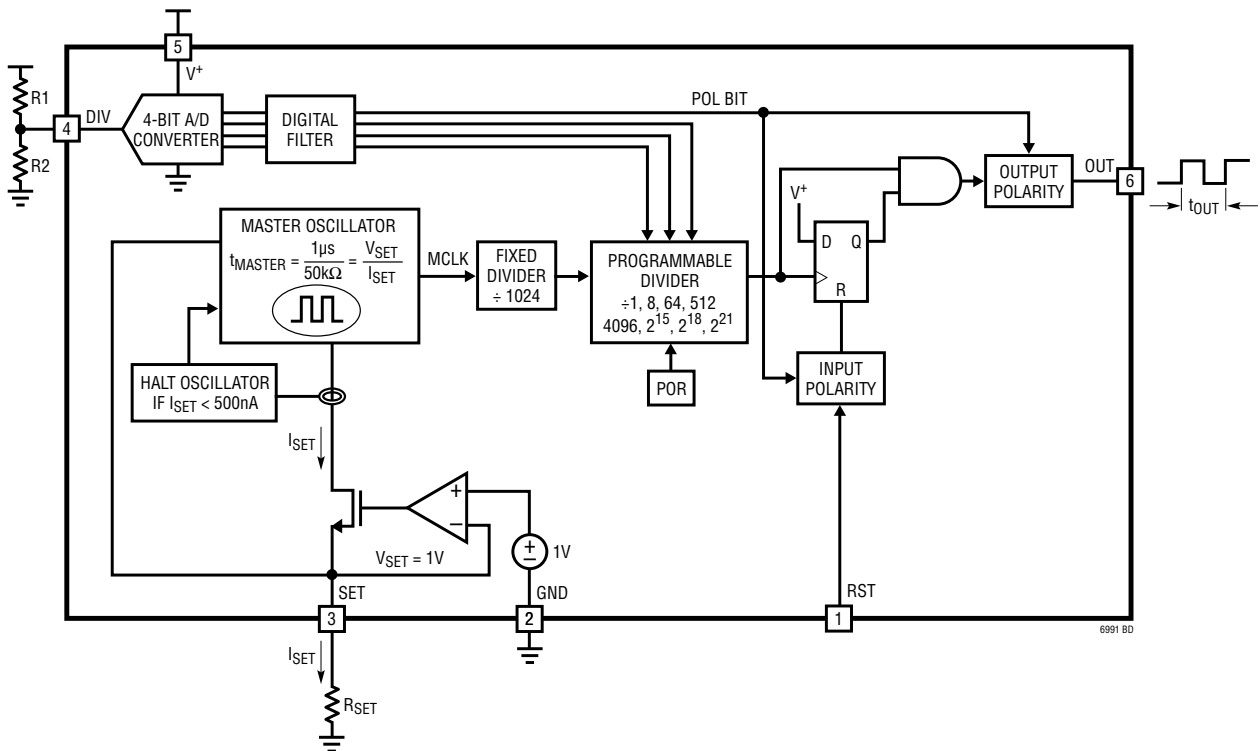 5
V+
R1
R2
4
DIV
4-BIT A/D
CONVERTER
DIGITAL
FILTER
POL BIT
MASTER OSCILLATOR
tMASTER = 1µs / 50kΩ = VSET / ISET
MCLK
FIXED
DIVIDER
÷ 1024
PROGRAMMABLE
DIVIDER
÷1, 8, 64, 512
4096, 2^15, 2^18, 2^21
POR
V+
D
Q
R
INPUT
POLARITY
OUTPUT
POLARITY
OUT
6
tOUT
HALT OSCILLATOR
IF ISET < 500nA
ISET
+
–
VSET = 1V
+
–
1V
SET
3
GND
2
RST
1
6991 BD
ISET
RSET